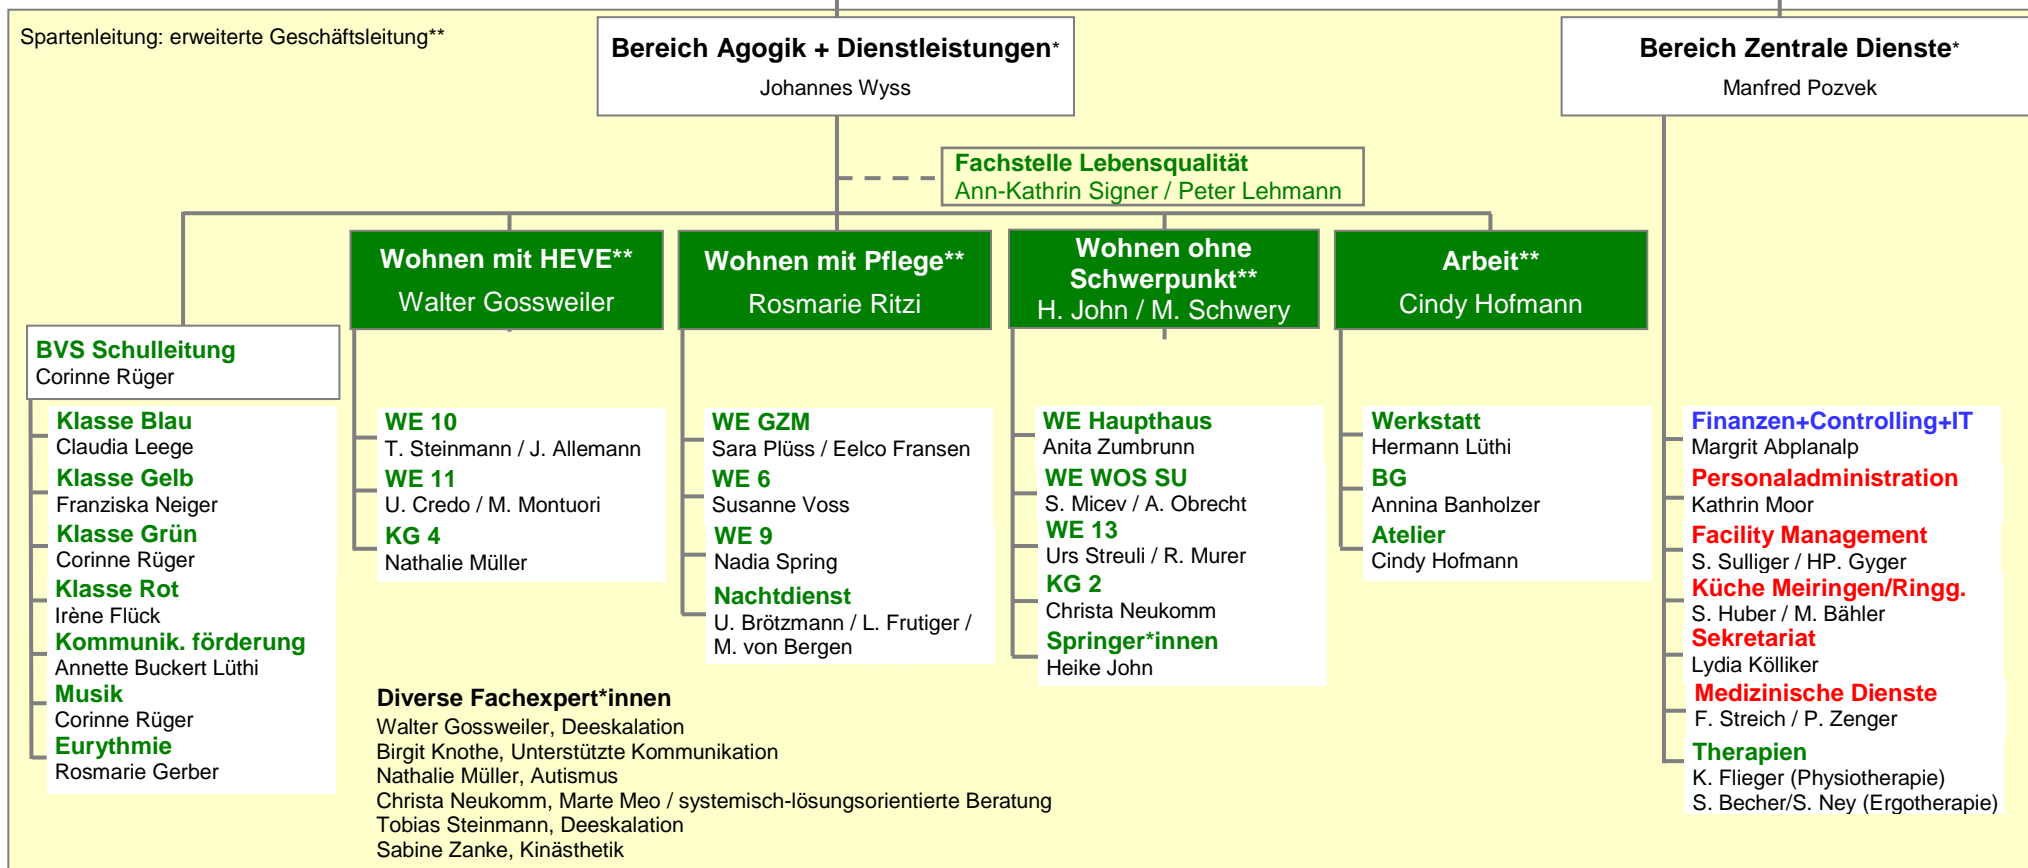 Spartenleitung: erweiterte Geschäftsleitung**
Bereich Agogik + Dienstleistungen*
Johannes Wyss
Bereich Zentrale Dienste*
Manfred Pozvek
Fachstelle Lebensqualität
Ann-Kathrin Signer / Peter Lehmann
BVS Schulleitung
Corinne Rüger
Klasse Blau
Claudia Leege
Klasse Gelb
Franziska Neiger
Klasse Grün
Corinne Rüger
Klasse Rot
Irène Flück
Kommunik. förderung
Annette Buckert Lüthi
Musik
Corinne Rüger
Eurythmie
Rosmarie Gerber
Wohnen mit HEVE**
Walter Gossweiler
WE 10
T. Steinmann / J. Allemann
WE 11
U. Credo / M. Montuori
KG 4
Nathalie Müller
Wohnen mit Pflege**
Rosmarie Ritzi
WE GZM
Sara Plüss / Eelco Fransen
WE 6
Susanne Voss
WE 9
Nadia Spring
Nachtdienst
U. Brötzmann / L. Frutiger /
M. von Bergen
Wohnen ohne
Schwerpunkt**
H. John / M. Schwery
WE Haupthaus
Anita Zumbrunn
WE WOS SU
S. Micev / A. Obrecht
WE 13
Urs Streuli / R. Murer
KG 2
Christa Neukomm
Springer*innen
Heike John
Arbeit**
Cindy Hofmann
Werkstatt
Hermann Lüthi
BG
Annina Banholzer
Atelier
Cindy Hofmann
Finanzen+Controlling+IT
Margrit Abplanalp
Personaladministration
Kathrin Moor
Facility Management
S. Sulliger / HP. Gyger
Küche Meiringen/Ringg.
S. Huber / M. Bähler
Sekretariat
Lydia Kölliker
Medizinische Dienste
F. Streich / P. Zenger
Therapien
K. Flieger (Physiotherapie)
S. Becher/S. Ney (Ergotherapie)
Diverse Fachexpert*innen
Walter Gossweiler, Deeskalation
Birgit Knothe, Unterstützte Kommunikation
Nathalie Müller, Autismus
Christa Neukomm, Marte Meo / systemisch-lösungsorientierte Beratung
Tobias Steinmann, Deeskalation
Sabine Zanke, Kinästhetik